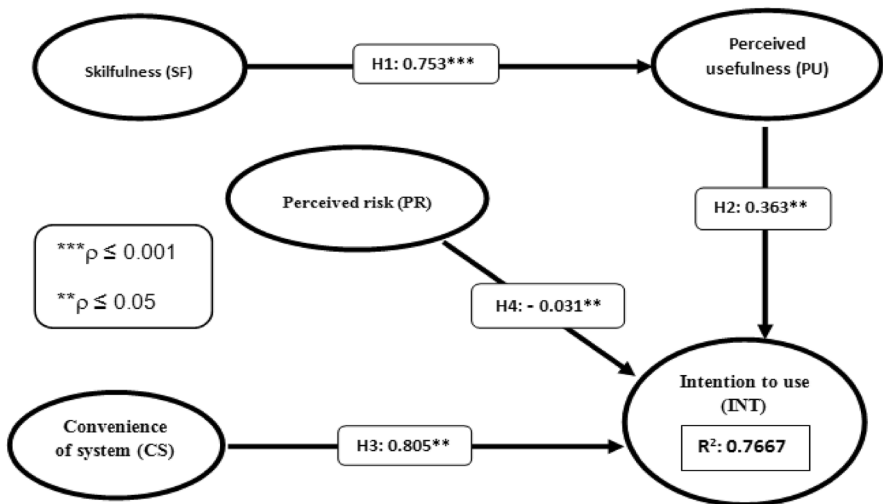 Skilfulness (SF)
H1: 0.753***
Perceived
usefulness (PU)
Perceived risk (PR)
H2: 0.363**
***ρ ≤ 0.001
**ρ ≤ 0.05
H4: - 0.031**
Convenience
of system (CS)
H3: 0.805**
Intention to use
(INT)
R²: 0.7667